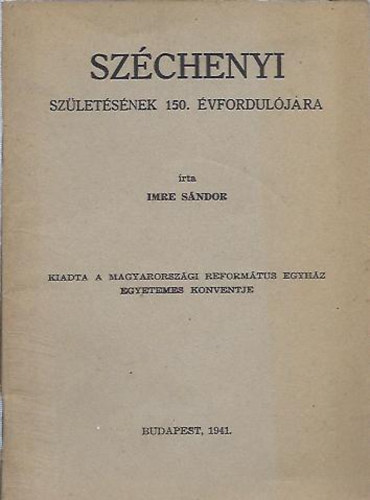 SZÉCHENYI
SZÜLETÉSÉNEK 150. ÉVFORDULÓJÁRA
írta
IMRE SÁNDOR
KIADTA A MAGYARORSZÁGI REFORMÁTUS EGYHÁZ
EGYETEMES KONVENTJE
BUDAPEST, 1941.